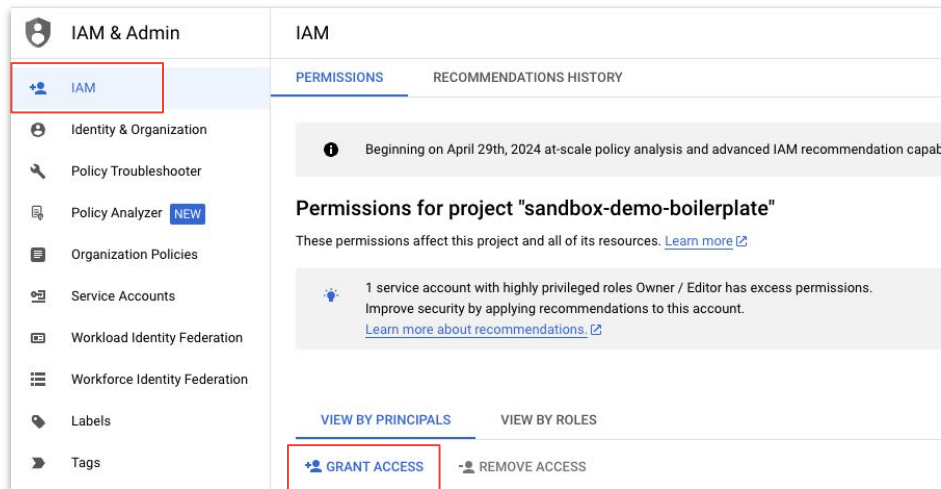 IAM & Admin
IAM
IAM
Identity & Organization
Policy Troubleshooter
Policy Analyzer NEW
Organization Policies
Service Accounts
Workload Identity Federation
Workforce Identity Federation
Labels
Tags
PERMISSIONS RECOMMENDATIONS HISTORY
Beginning on April 29th, 2024 at-scale policy analysis and advanced IAM recommendation capab
Permissions for project "sandbox-demo-boilerplate"
These permissions affect this project and all of its resources. Learn more
1 service account with highly privileged roles Owner / Editor has excess permissions.
Improve security by applying recommendations to this account.
Learn more about recommendations.
VIEW BY PRINCIPALS VIEW BY ROLES
GRANT ACCESS REMOVE ACCESS